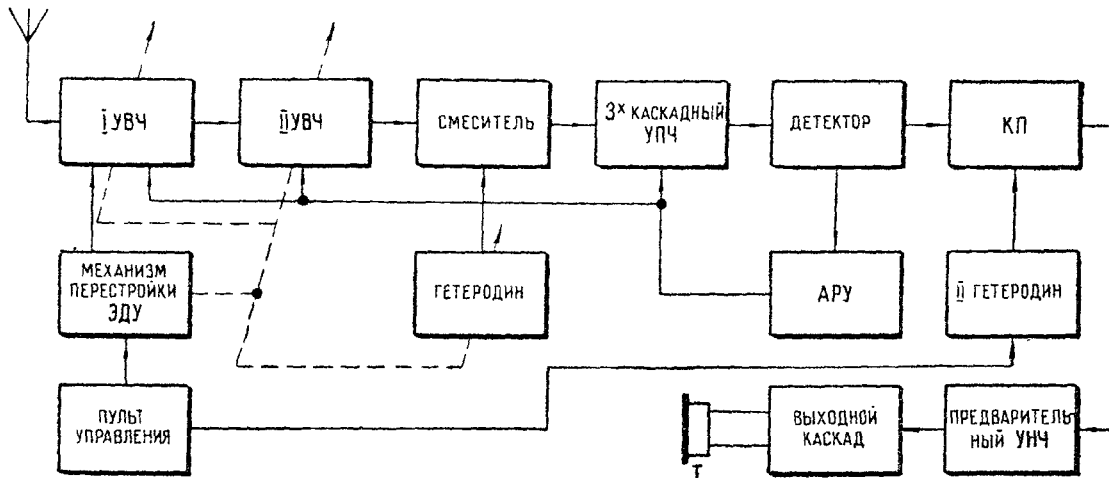 I УВЧ
II УВЧ
СМЕСИТЕЛЬ
3х КАСКАДНЫЙ
УПЧ
ДЕТЕКТОР
КП
МЕХАНИЗМ
ПЕРЕСТРОЙКИ
ЭДУ
ГЕТЕРОДИН
АРУ
II ГЕТЕРОДИН
ПУЛЬТ
УПРАВЛЕНИЯ
Т
ВЫХОДНОЙ
КАСКАД
ПРЕДВАРИТЕЛЬ
НЫЙ УНЧ